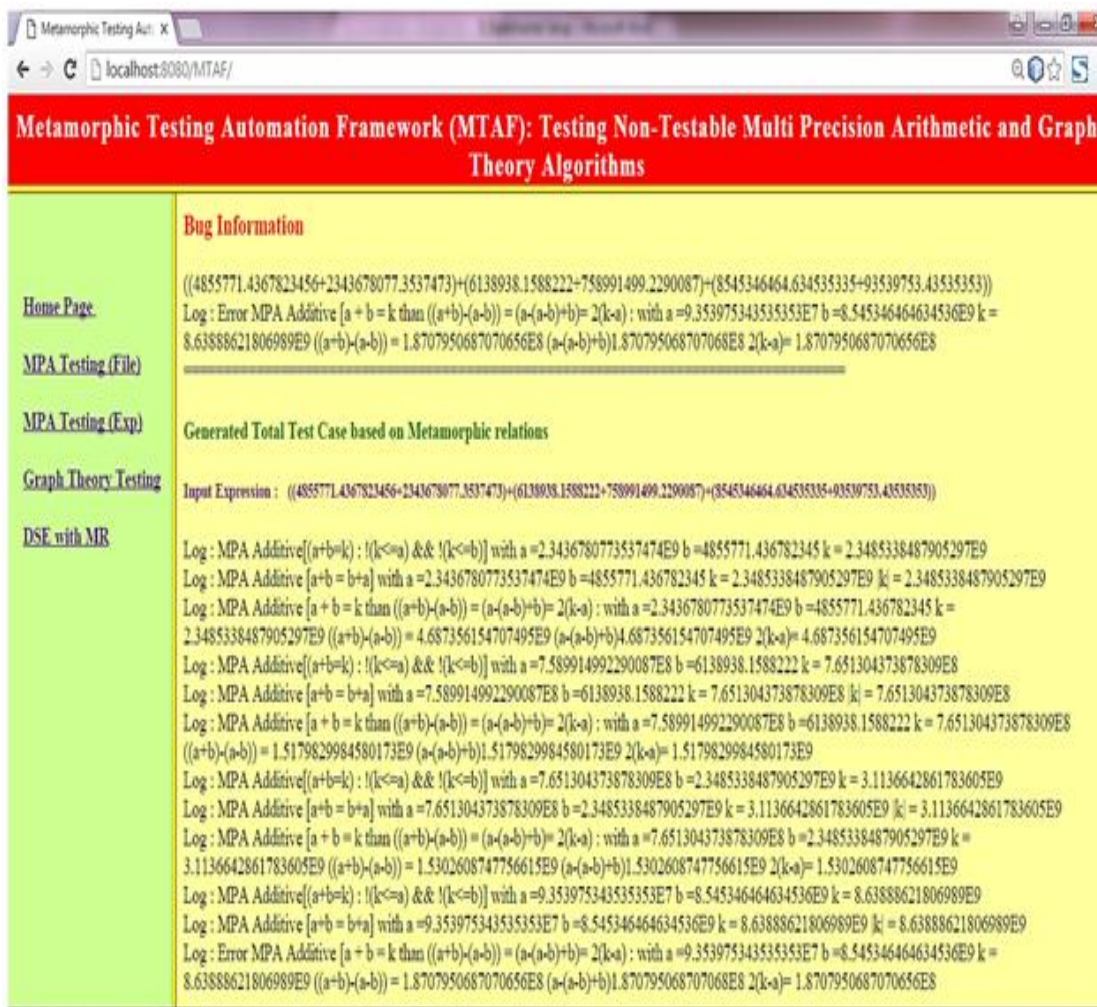 Metamorphic Testing Aut: x
localhost:8080/MTAF/
Metamorphic Testing Automation Framework (MTAF): Testing Non-Testable Multi Precision Arithmetic and Graph
Theory Algorithms
Home Page
MPA Testing (File)
MPA Testing (Exp)
Graph Theory Testing
DSE with MR
Bug Information
((4855771.4367823456+2343678077.3537473)+(6138938.1588222+758991499.2290087)+(8545346464.634535335+93539753.43535353))
Log : Error MPA Additive [a + b = k than ((a+b)-(a-b)) = (a-(a-b)+b)= 2(k-a) : with a =9.353975343535353E7 b =8.545346464634536E9 k =
8.63888621806989E9 ((a+b)-(a-b)) = 1.8707950687070656E8 (a-(a-b)+b)1.870795068707068E8 2(k-a)= 1.8707950687070656E8
Generated Total Test Case based on Metamorphic relations
Input Expression : ((4855771.4367823456+2343678077.3537473)+(6138938.1588222+758991499.2290087)+(8545346464.634535335+93539753.43535353))
Log : MPA Additive[(a+b=k) : !(k<=a) && !(k<=b)] with a =2.3436780773537474E9 b =4855771.436782345 k = 2.3485338487905297E9
Log : MPA Additive [a+b = b+a] with a =2.3436780773537474E9 b =4855771.436782345 k = 2.3485338487905297E9 |k| = 2.3485338487905297E9
Log : MPA Additive [a + b = k than ((a+b)-(a-b)) = (a-(a-b)+b)= 2(k-a) : with a =2.3436780773537474E9 b =4855771.436782345 k =
2.3485338487905297E9 ((a+b)-(a-b)) = 4.687356154707495E9 (a-(a-b)+b)4.687356154707495E9 2(k-a)= 4.687356154707495E9
Log : MPA Additive[(a+b=k) : !(k<=a) && !(k<=b)] with a =7.589914992290087E8 b =6138938.1588222 k = 7.651304373878309E8
Log : MPA Additive [a+b = b+a] with a =7.589914992290087E8 b =6138938.1588222 k = 7.651304373878309E8 |k| = 7.651304373878309E8
Log : MPA Additive [a + b = k than ((a+b)-(a-b)) = (a-(a-b)+b)= 2(k-a) : with a =7.589914992290087E8 b =6138938.1588222 k = 7.651304373878309E8
((a+b)-(a-b)) = 1.5179829984580173E9 (a-(a-b)+b)1.5179829984580173E9 2(k-a)= 1.5179829984580173E9
Log : MPA Additive[(a+b=k) : !(k<=a) && !(k<=b)] with a =7.651304373878309E8 b =2.3485338487905297E9 k = 3.1136642861783605E9
Log : MPA Additive [a+b = b+a] with a =7.651304373878309E8 b =2.3485338487905297E9 k = 3.1136642861783605E9 |k| = 3.1136642861783605E9
Log : MPA Additive [a + b = k than ((a+b)-(a-b)) = (a-(a-b)+b)= 2(k-a) : with a =7.651304373878309E8 b =2.3485338487905297E9 k =
3.1136642861783605E9 ((a+b)-(a-b)) = 1.5302608747756615E9 (a-(a-b)+b)1.5302608747756615E9 2(k-a)= 1.5302608747756615E9
Log : MPA Additive[(a+b=k) : !(k<=a) && !(k<=b)] with a =9.353975343535353E7 b =8.545346464634536E9 k = 8.63888621806989E9
Log : MPA Additive [a+b = b+a] with a =9.353975343535353E7 b =8.545346464634536E9 k = 8.63888621806989E9 |k| = 8.63888621806989E9
Log : Error MPA Additive [a + b = k than ((a+b)-(a-b)) = (a-(a-b)+b)= 2(k-a) : with a =9.353975343535353E7 b =8.545346464634536E9 k =
8.63888621806989E9 ((a+b)-(a-b)) = 1.8707950687070656E8 (a-(a-b)+b)1.870795068707068E8 2(k-a)= 1.8707950687070656E8